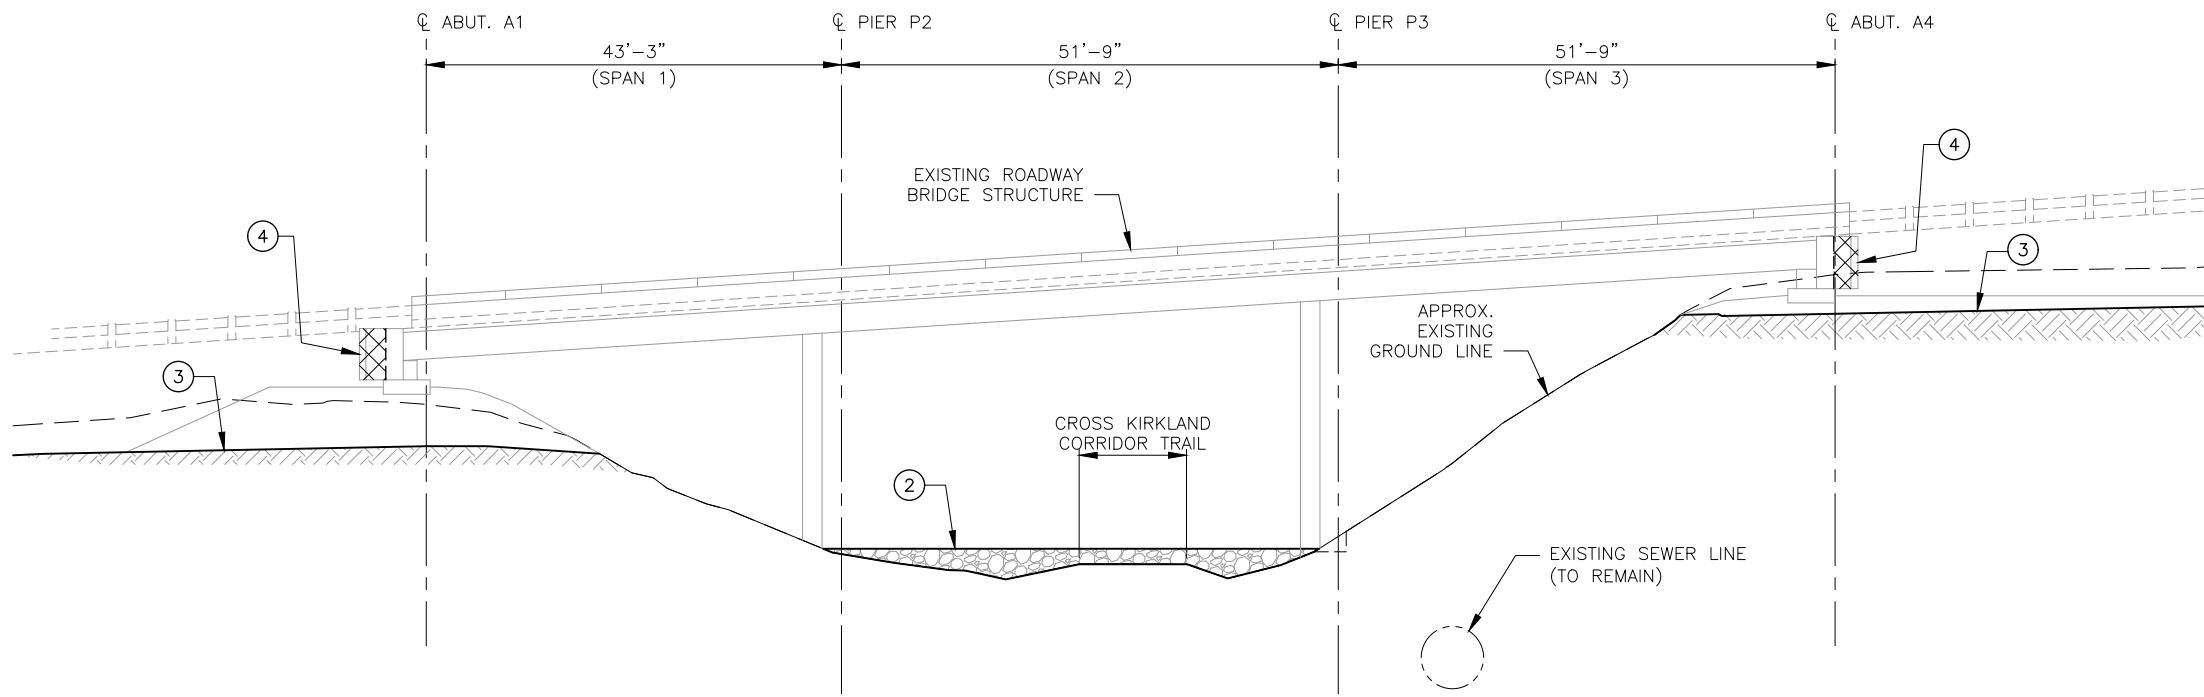 ℄ ABUT. A1
℄ PIER P2
℄ PIER P3
℄ ABUT. A4
43'-3"
(SPAN 1)
51'-9"
(SPAN 2)
51'-9"
(SPAN 3)
4
EXISTING ROADWAY
BRIDGE STRUCTURE
4
3
APPROX.
EXISTING
GROUND LINE
3
CROSS KIRKLAND
CORRIDOR TRAIL
2
EXISTING SEWER LINE
(TO REMAIN)